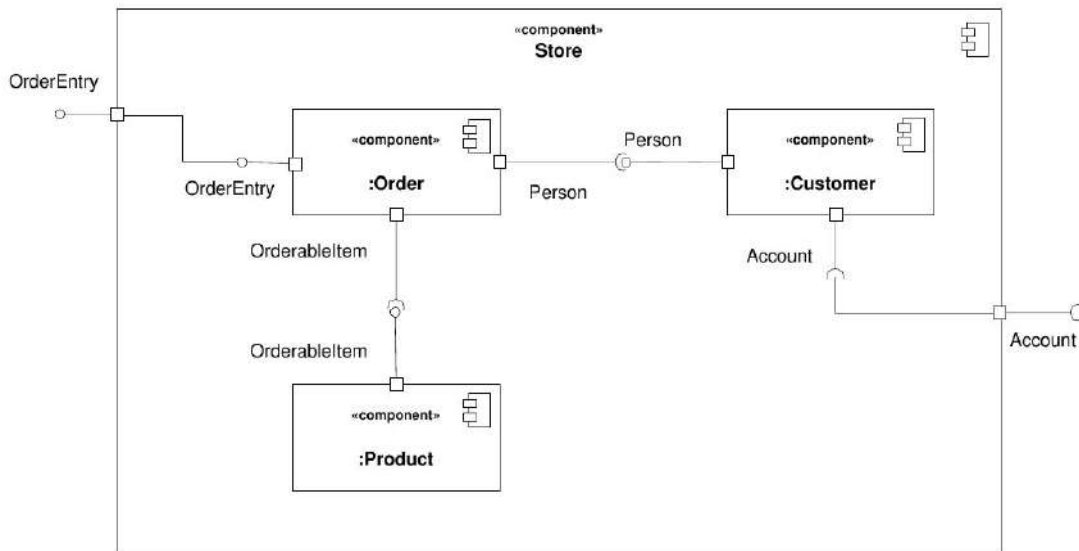 «component»
Store
OrderEntry
«component»
:Order
Person
«component»
:Customer
OrderEntry
Person
OrderableItem
Account
Account
OrderableItem
«component»
:Product